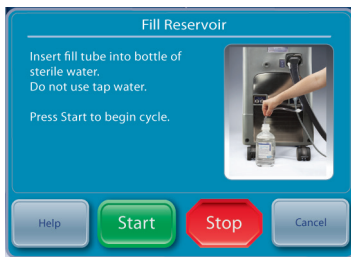 Fill Reservoir
Insert fill tube into bottle of
sterile water.
Do not use tap water.
Press Start to begin cycle.
Help
Start
Stop
Cancel